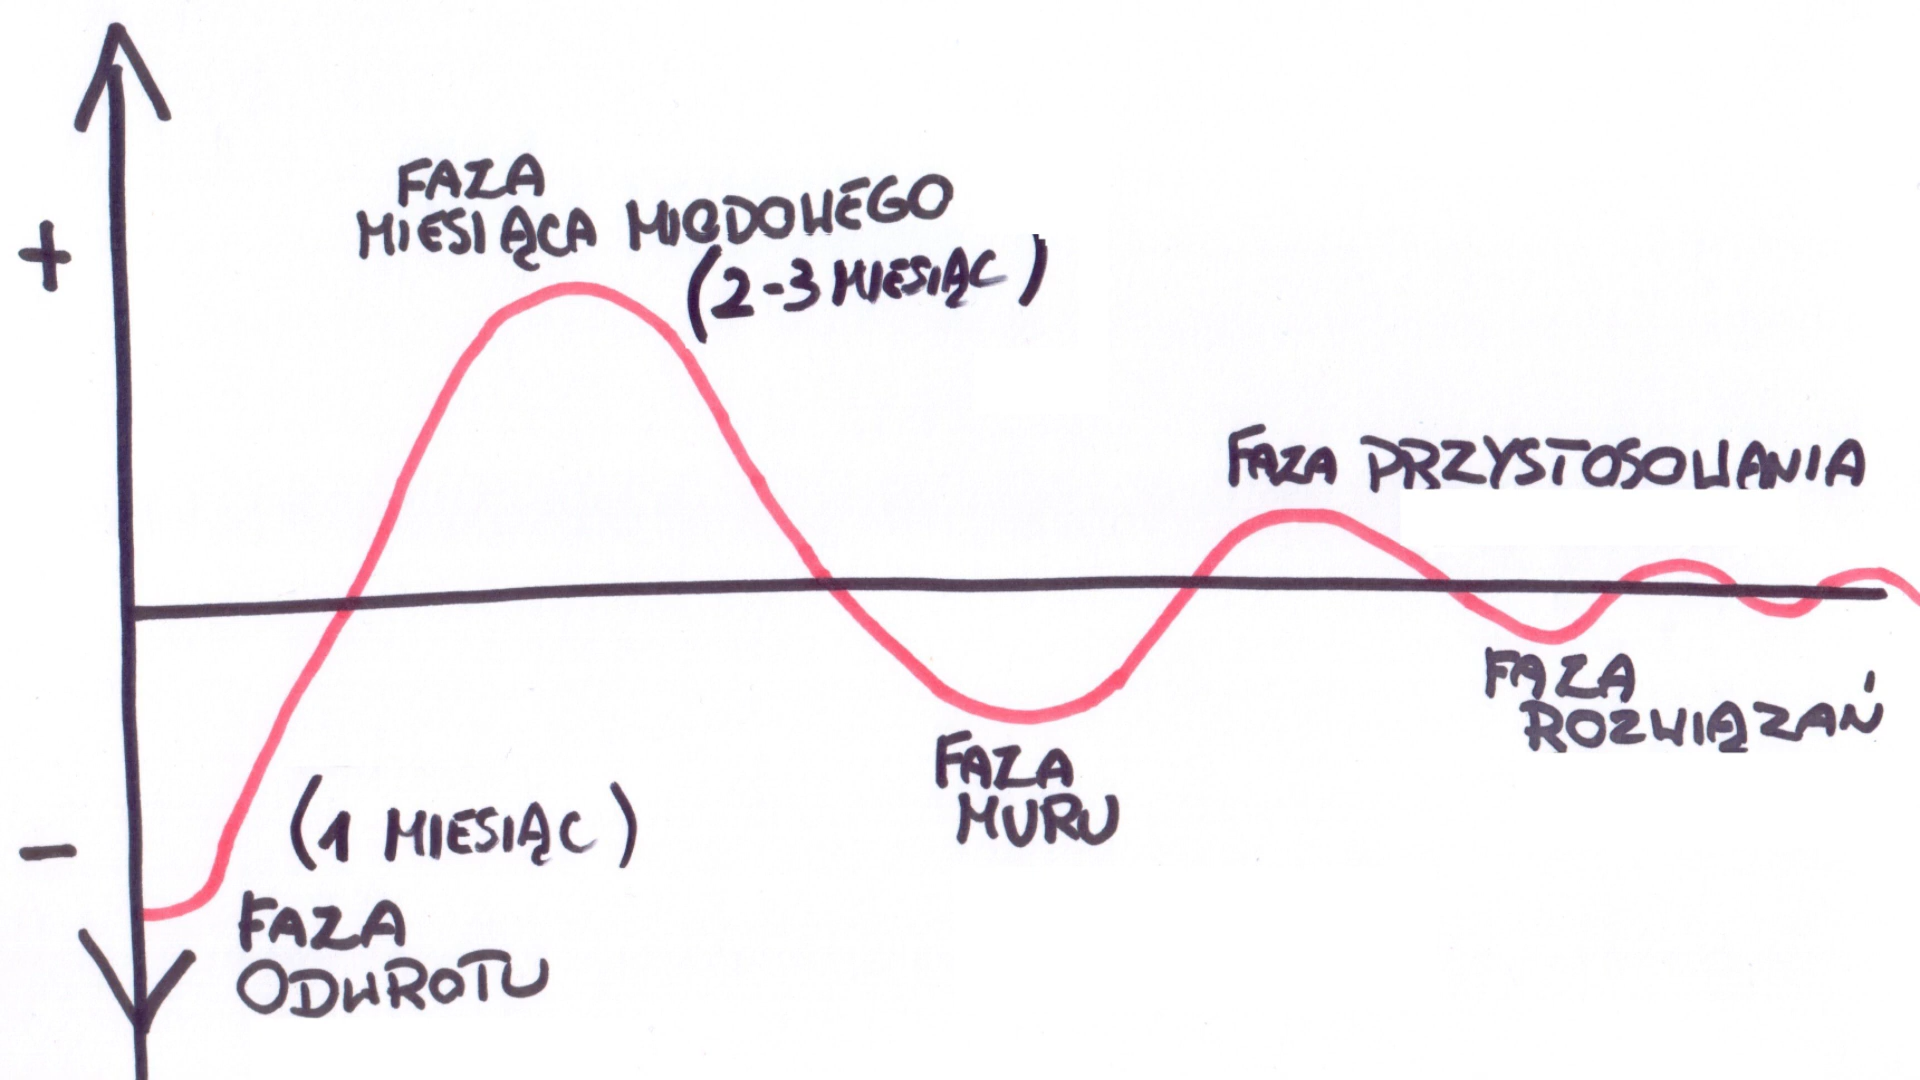 +
FAZA
MIESIĄCA MIODOWEGO
(2-3 MIESIĄC)
FAZA PRZYSTOSOWANIA
FAZA
ROZWIĄZAŃ
FAZA
MURU
(1 MIESIĄC)
-
FAZA
ODWROTU